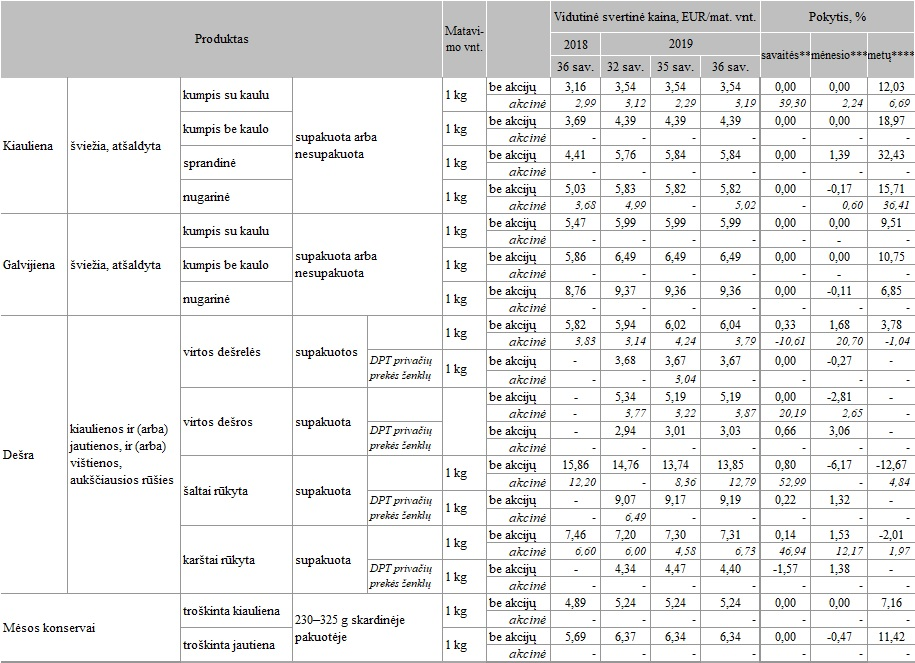 Produktas Matavi- mo vnt. Vidutinė svertinė kaina, EUR/mat. vnt. Pokytis, %
2018 2019 savaitės** mėnesio*** metų****
36 sav. 32 sav. 35 sav. 36 sav.
Kiauliena šviežia, atšaldyta kumpis su kaulu supakuota arba nesupakuota 1 kg be akcijų 3,16 3,54 3,54 3,54 0,00 0,00 12,03
akcinė 2,99 3,12 2,29 3,19 39,30 2,24 6,69
kumpis be kaulo 1 kg be akcijų 3,69 4,39 4,39 4,39 0,00 0,00 18,97
akcinė - - - - - - -
sprandinė 1 kg be akcijų 4,41 5,76 5,84 5,84 0,00 1,39 32,43
akcinė - - - - - - -
nugarinė 1 kg be akcijų 5,03 5,83 5,82 5,82 0,00 -0,17 15,71
akcinė 3,68 4,99 - 5,02 - 0,60 36,41
Galvijiena šviežia, atšaldyta kumpis su kaulu supakuota arba nesupakuota 1 kg be akcijų 5,47 5,99 5,99 5,99 0,00 0,00 9,51
akcinė - - - - - - -
kumpis be kaulo 1 kg be akcijų 5,86 6,49 6,49 6,49 0,00 0,00 10,75
akcinė - - - - - - -
nugarinė 1 kg be akcijų 8,76 9,37 9,36 9,36 0,00 -0,11 6,85
akcinė - - - - - - -
Dešra kiaulienos ir (arba) jautienos, ir (arba) vištienos, aukščiausios rūšies virtos dešrelės supakuotos 1 kg be akcijų 5,82 5,94 6,02 6,04 0,33 1,68 3,78
akcinė 3,83 3,14 4,24 3,79 -10,61 20,70 -1,04
DPT privačių prekės ženklų 1 kg be akcijų - 3,68 3,67 3,67 0,00 -0,27 -
akcinė - - 3,04 - - - -
virtos dešros supakuota be akcijų - 5,34 5,19 5,19 0,00 -2,81 -
akcinė - 3,77 3,22 3,87 20,19 2,65 -
DPT privačių prekės ženklų be akcijų - 2,94 3,01 3,03 0,66 3,06 -
akcinė - - - - - - -
šaltai rūkyta supakuota 1 kg be akcijų 15,86 14,76 13,74 13,85 0,80 -6,17 -12,67
akcinė 12,20 - 8,36 12,79 52,99 - 4,84
DPT privačių prekės ženklų 1 kg be akcijų - 9,07 9,17 9,19 0,22 1,32 -
akcinė - 6,49 - - - - -
karštai rūkyta supakuota 1 kg be akcijų 7,46 7,20 7,30 7,31 0,14 1,53 -2,01
akcinė 6,60 6,00 4,58 6,73 46,94 12,17 1,97
DPT privačių prekės ženklų 1 kg be akcijų - 4,34 4,47 4,40 -1,57 1,38 -
akcinė - - - - - - -
Mėsos konservai troškinta kiauliena 230–325 g skardinėje pakuotėje 1 kg be akcijų 4,89 5,24 5,24 5,24 0,00 0,00 7,16
akcinė - - - - - - -
troškinta jautiena 1 kg be akcijų 5,69 6,37 6,34 6,34 0,00 -0,47 11,42
akcinė - - - - - - -